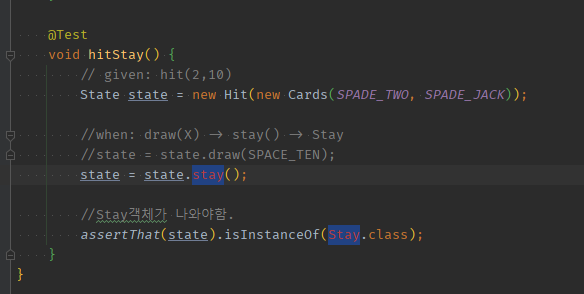 @Test
void hitStay() {
// given: hit(2,10)
State state = new Hit(new Cards(SPADE_TWO, SPADE_JACK));
//when: draw(X) → stay() → Stay
//state = state.draw(SPACE_TEN);
state = state.stay();
//Stay객체가 나와야함.
assertThat(state).isInstanceOf(Stay.class);
}
}